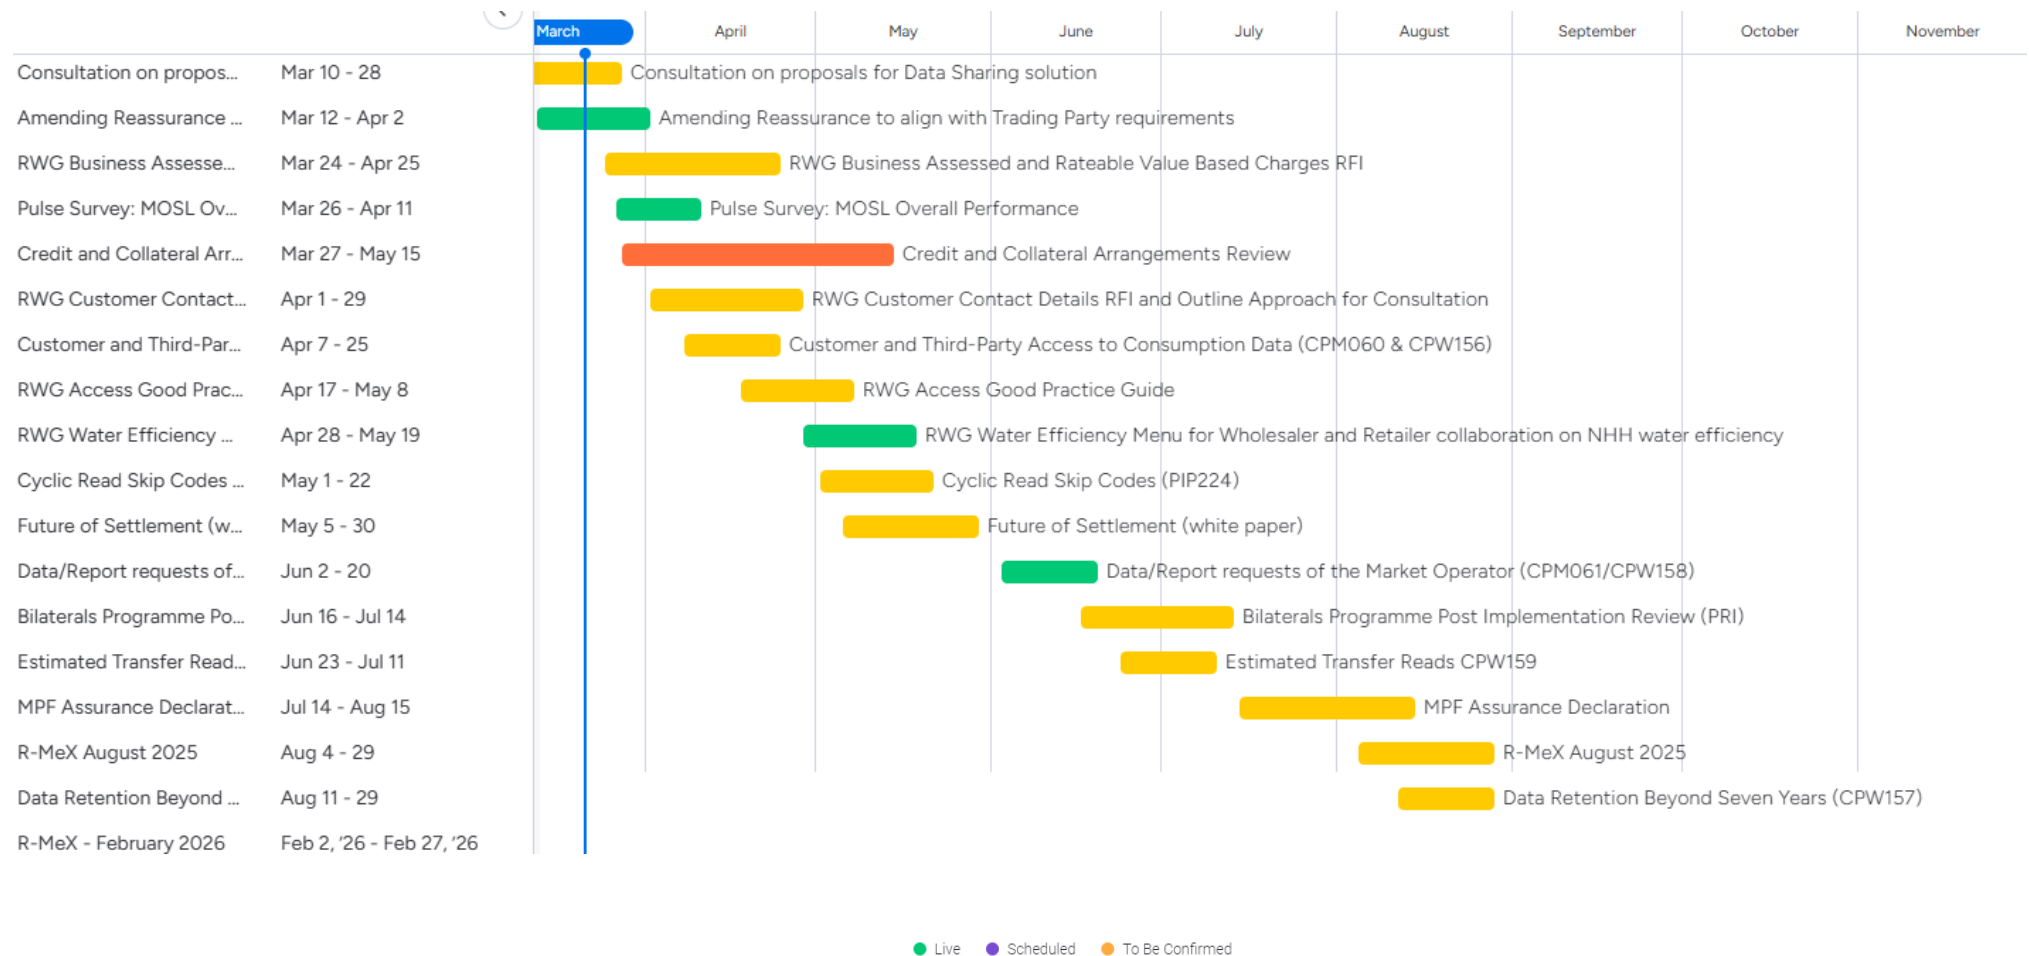 March April May June July August September October November
Consultation on propos... Mar 10 - 28 Consultation on proposals for Data Sharing solution
Amending Reassurance ... Mar 12 - Apr 2 Amending Reassurance to align with Trading Party requirements
RWG Business Assesse... Mar 24 - Apr 25 RWG Business Assessed and Rateable Value Based Charges RFI
Pulse Survey: MOSL Ov... Mar 26 - Apr 11 Pulse Survey: MOSL Overall Performance
Credit and Collateral Arr... Mar 27 - May 15 Credit and Collateral Arrangements Review
RWG Customer Contact... Apr 1 - 29 RWG Customer Contact Details RFI and Outline Approach for Consultation
Customer and Third-Par... Apr 7 - 25 Customer and Third-Party Access to Consumption Data (CPM060 & CPW156)
RWG Access Good Prac... Apr 17 - May 8 RWG Access Good Practice Guide
RWG Water Efficiency ... Apr 28 - May 19 RWG Water Efficiency Menu for Wholesaler and Retailer collaboration on NHH water efficiency
Cyclic Read Skip Codes ... May 1 - 22 Cyclic Read Skip Codes (PIP224)
Future of Settlement (w... May 5 - 30 Future of Settlement (white paper)
Data/Report requests of... Jun 2 - 20 Data/Report requests of the Market Operator (CPM061/CPW158)
Bilaterals Programme Po... Jun 16 - Jul 14 Bilaterals Programme Post Implementation Review (PRI)
Estimated Transfer Read... Jun 23 - Jul 11 Estimated Transfer Reads CPW159
MPF Assurance Declarat... Jul 14 - Aug 15 MPF Assurance Declaration
R-MeX August 2025 Aug 4 - 29 R-MeX August 2025
Data Retention Beyond ... Aug 11 - 29 Data Retention Beyond Seven Years (CPW157)
R-MeX - February 2026 Feb 2, '26 - Feb 27, '26
Live Scheduled To Be Confirmed